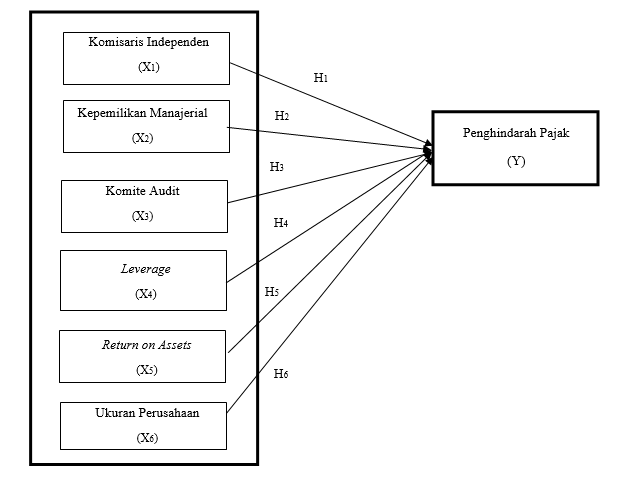 Komisaris Independen
(X1)
H1
Kepemilikan Manajerial
(X2)
H2
Penghindarah Pajak
(Y)
Komite Audit
(X3)
H3
Leverage
(X4)
H4
Return on Assets
(X5)
H5
Ukuran Perusahaan
(X6)
H6